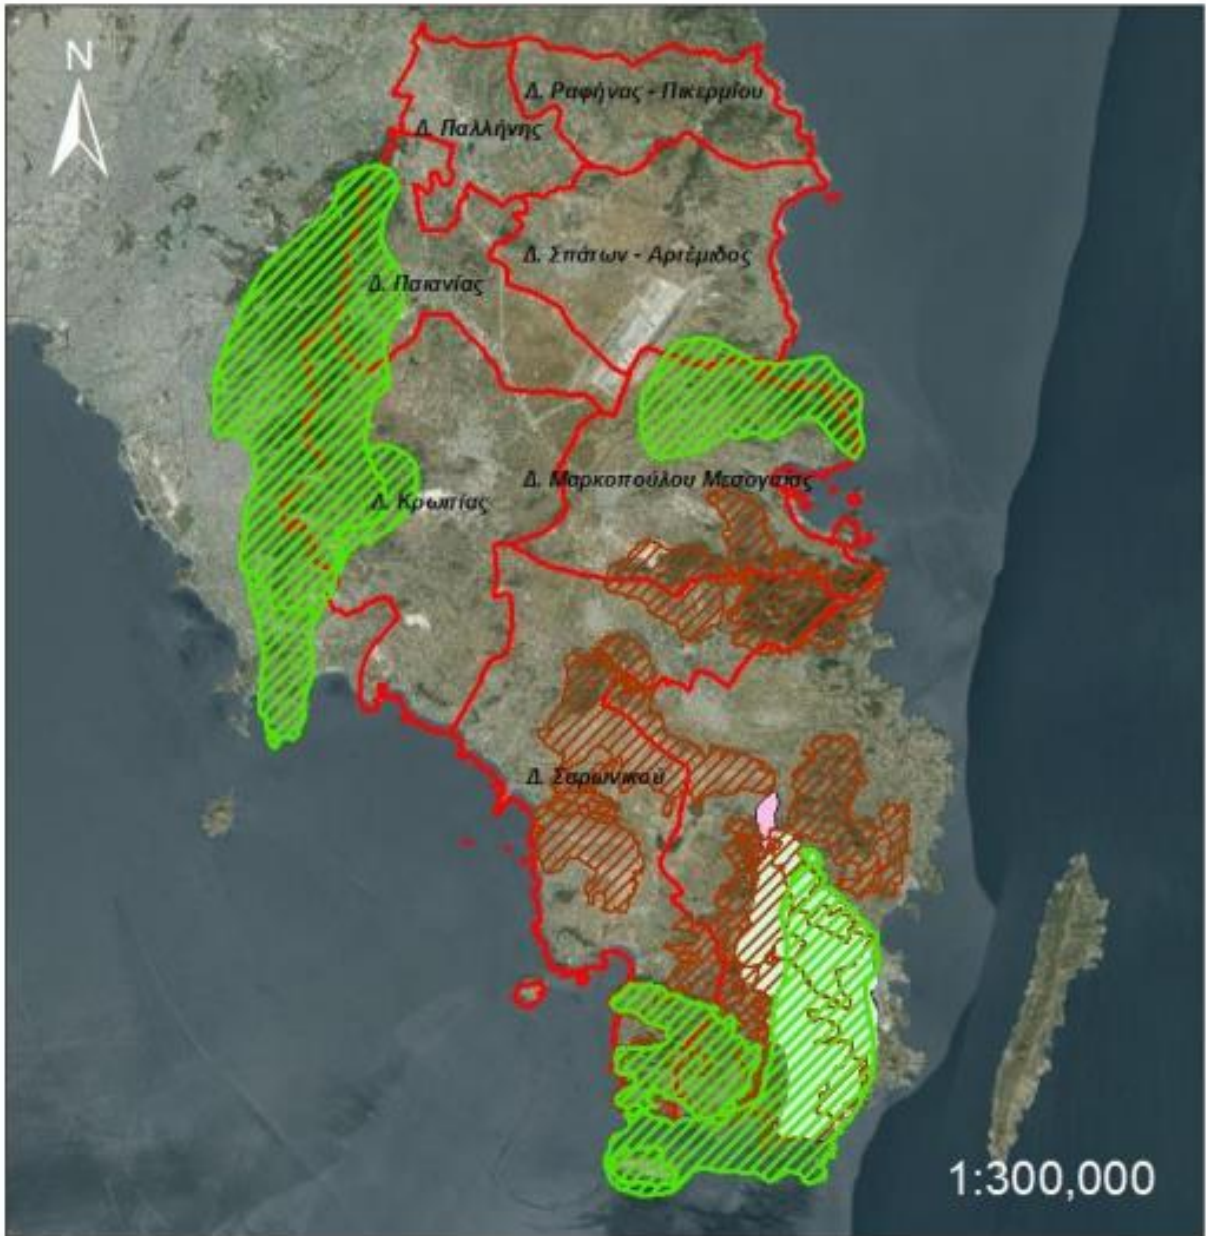 N
Δ. Ραφήνας - Πικερμίου
Δ. Παλλήνης
Δ. Σπάτων - Αρτέμιδος
Δ. Παιανίας
Δ. Μαρκοπούλου Μεσογαίας
Δ. Κρωπίας
Δ. Σαρωνικού
1:300,000